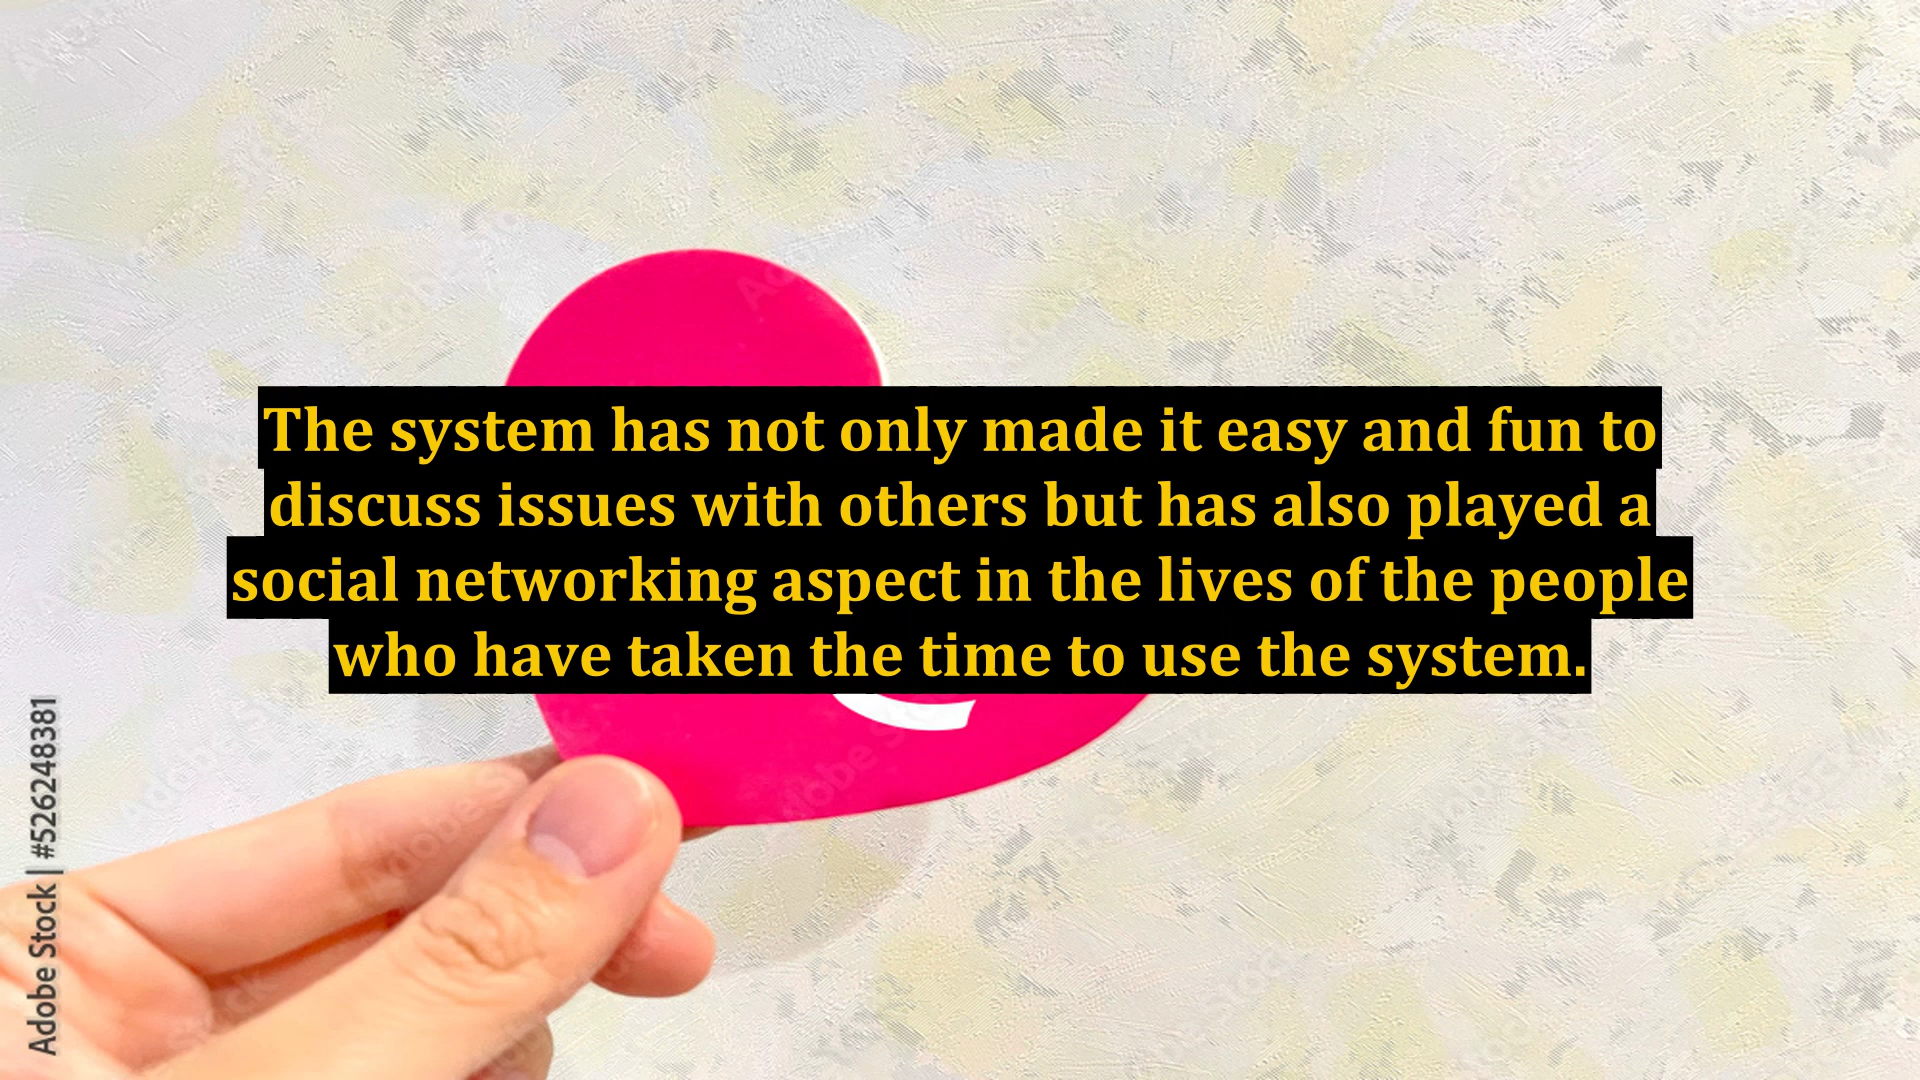 The system has not only made it easy and fun to
discuss issues with others but has also played a
social networking aspect in the lives of the people
who have taken the time to use the system.
Adobe Stock | #526248381